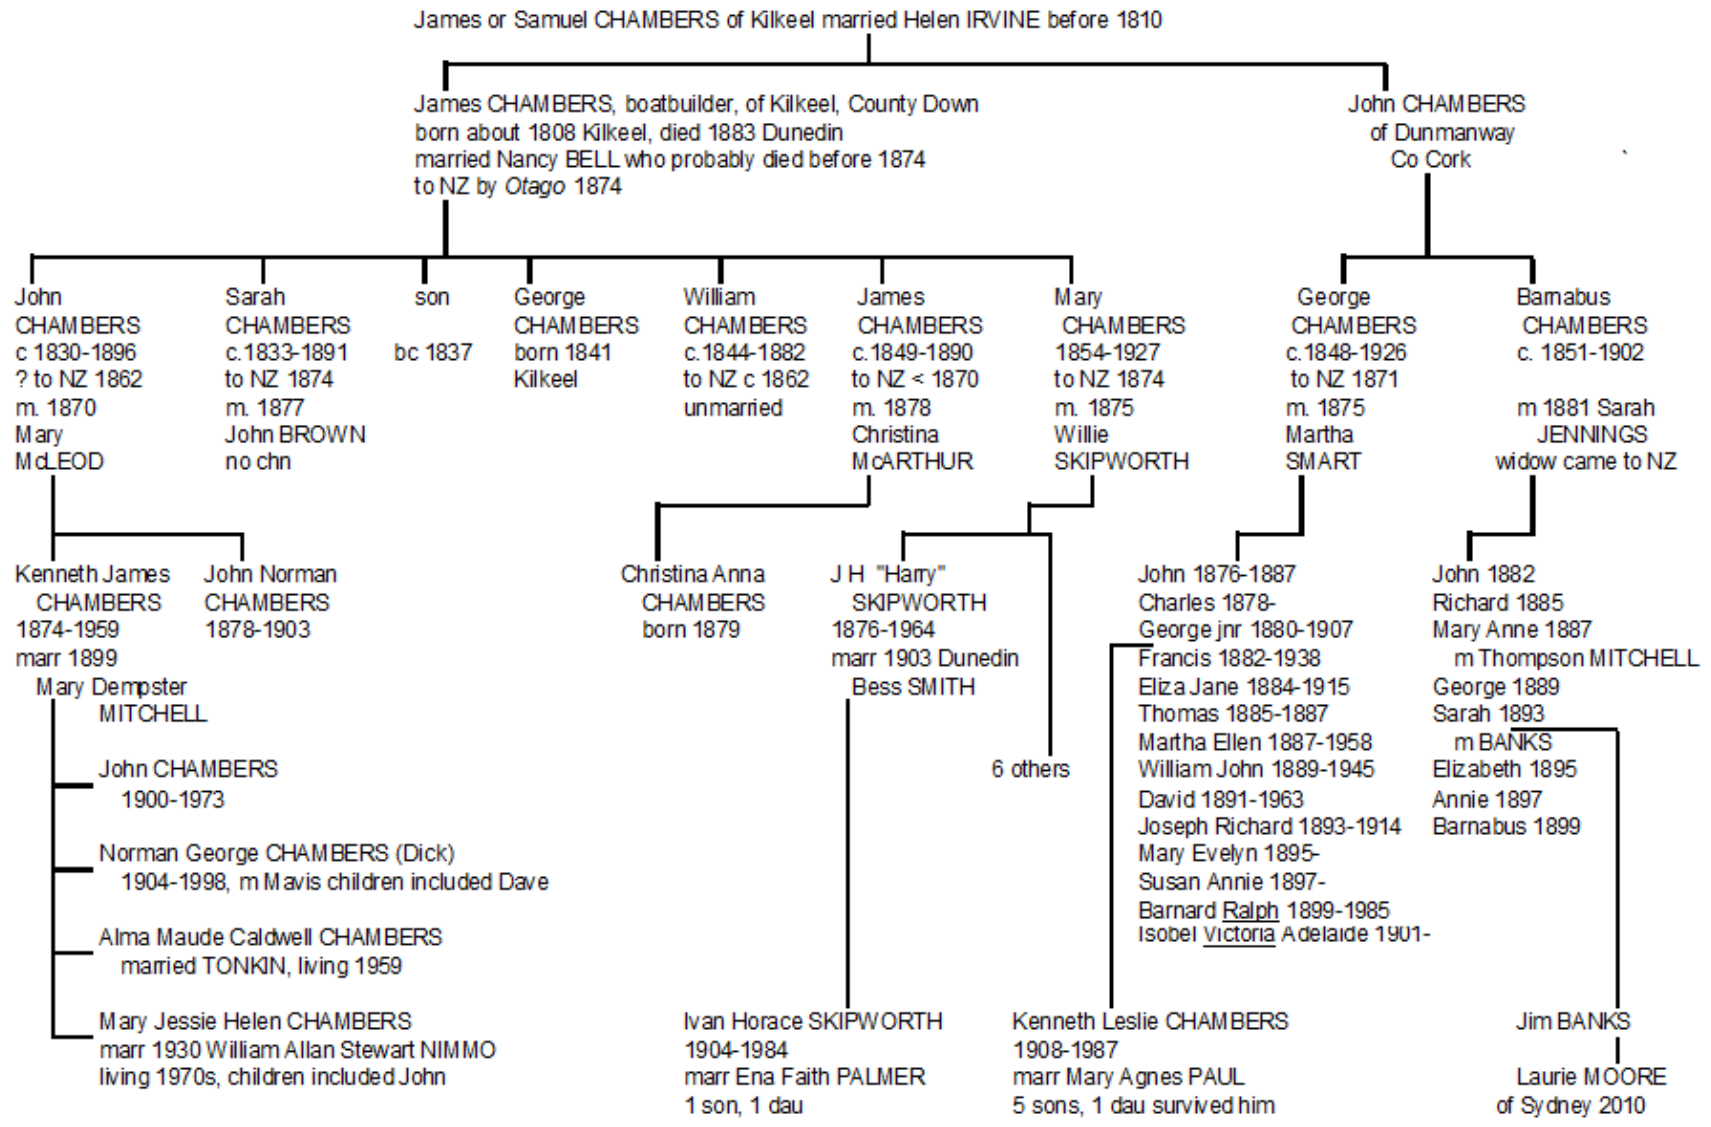 James or Samuel CHAMBERS of Kilkeel married Helen IRVINE before 1810
James CHAMBERS, boatbuilder, of Kilkeel, County Down
born about 1808 Kilkeel, died 1883 Dunedin
married Nancy BELL who probably died before 1874
to NZ by Otago 1874
John CHAMBERS
of Dunmanway
Co Cork
John
CHAMBERS
c 1830-1896
? to NZ 1862
m. 1870
Mary
McLEOD
Sarah
CHAMBERS
c.1833-1891
to NZ 1874
m. 1877
John BROWN
no chn
son
bc 1837
George
CHAMBERS
born 1841
Kilkeel
William
CHAMBERS
c.1844-1882
to NZ c 1862
unmarried
James
CHAMBERS
c.1849-1890
to NZ < 1870
m. 1878
Christina
McARTHUR
Mary
CHAMBERS
1854-1927
to NZ 1874
m. 1875
Willie
SKIPWORTH
George
CHAMBERS
c.1848-1926
to NZ 1871
m. 1875
Martha
SMART
Barnabus
CHAMBERS
c. 1851-1902
m 1881 Sarah
JENNINGS
widow came to NZ
Kenneth James
CHAMBERS
1874-1959
marr 1899
Mary Dempster
MITCHELL
John Norman
CHAMBERS
1878-1903
Christina Anna
CHAMBERS
born 1879
J H "Harry"
SKIPWORTH
1876-1964
marr 1903 Dunedin
Bess SMITH
6 others
John 1876-1887
Charles 1878-
George jnr 1880-1907
Francis 1882-1938
Eliza Jane 1884-1915
Thomas 1885-1887
Martha Ellen 1887-1958
William John 1889-1945
David 1891-1963
Joseph Richard 1893-1914
Mary Evelyn 1895-
Susan Annie 1897-
Barnard Ralph 1899-1985
Isobel Victoria Adelaide 1901-
John 1882
Richard 1885
Mary Anne 1887
m Thompson MITCHELL
George 1889
Sarah 1893
m BANKS
Elizabeth 1895
Annie 1897
Barnabus 1899
John CHAMBERS
1900-1973
Norman George CHAMBERS (Dick)
1904-1998, m Mavis children included Dave
Alma Maude Caldwell CHAMBERS
married TONKIN, living 1959
Mary Jessie Helen CHAMBERS
marr 1930 William Allan Stewart NIMMO
living 1970s, children included John
Ivan Horace SKIPWORTH
1904-1984
marr Ena Faith PALMER
1 son, 1 dau
Kenneth Leslie CHAMBERS
1908-1987
marr Mary Agnes PAUL
5 sons, 1 dau survived him
Jim BANKS
Laurie MOORE
of Sydney 2010